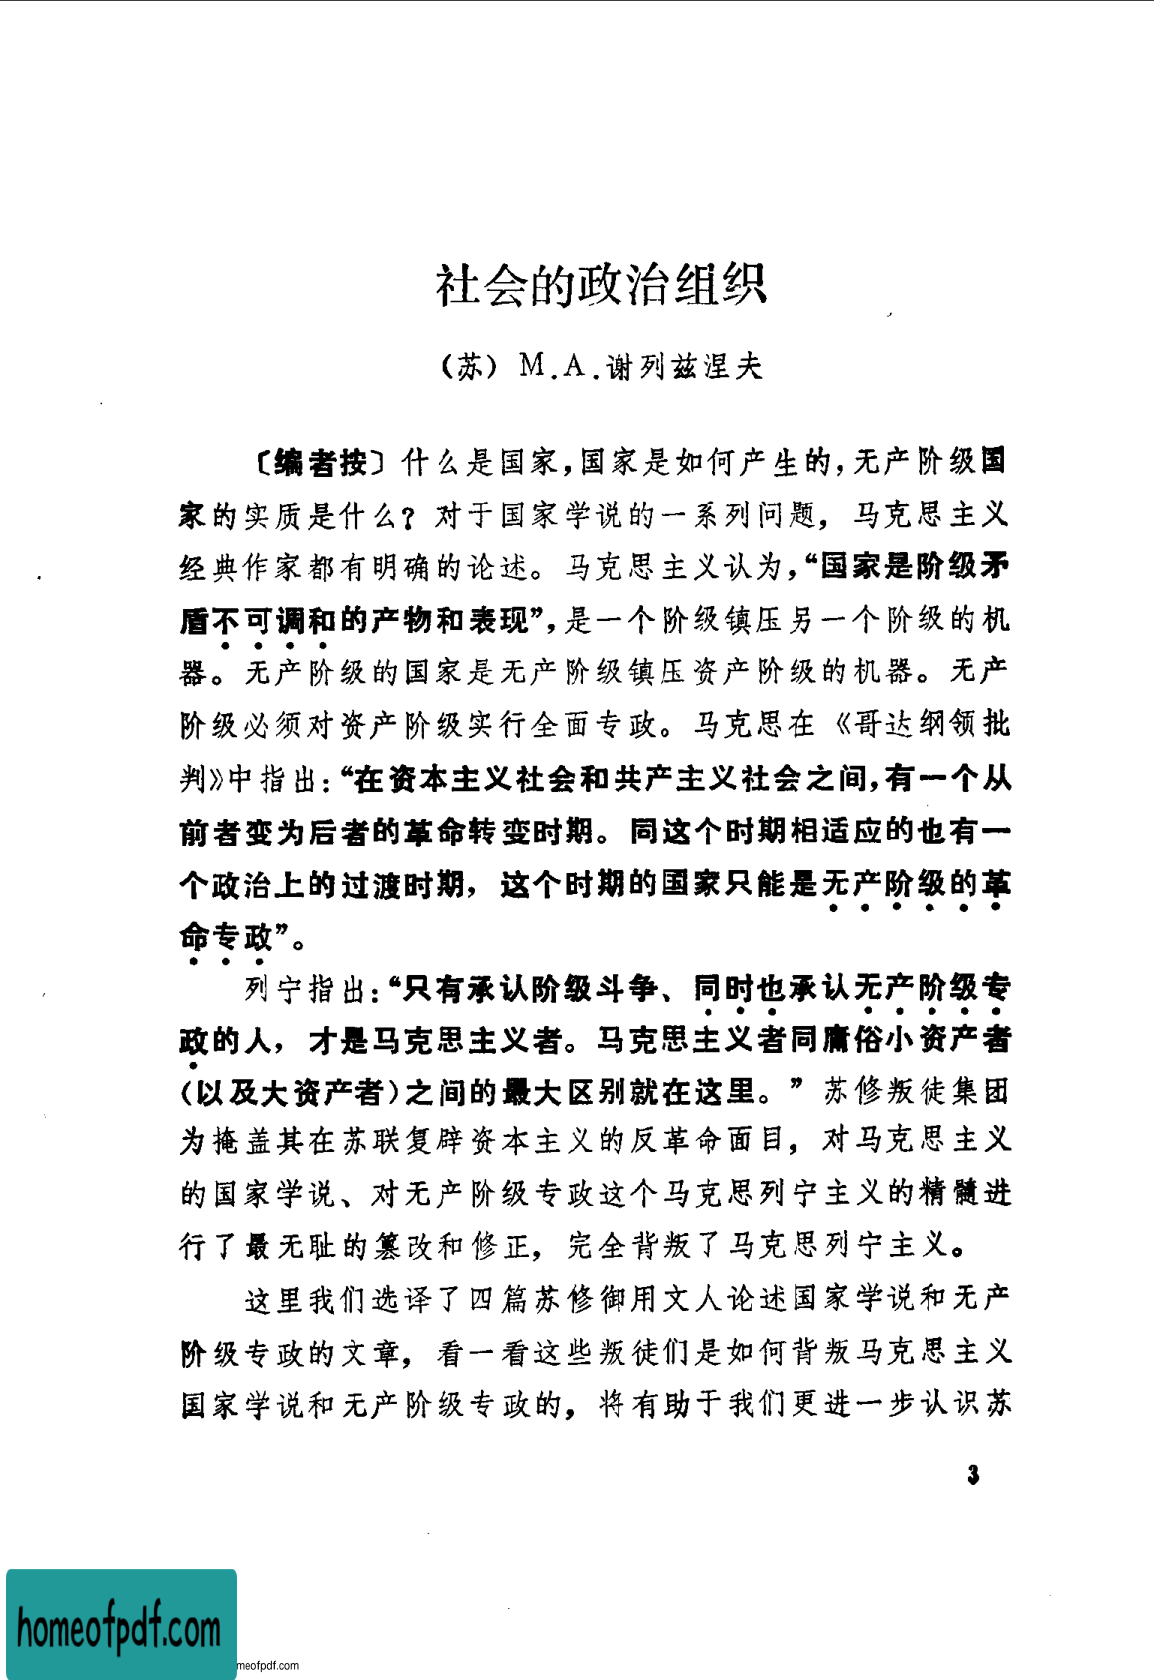 社会的政治组织
（苏）M.A.谢列兹涅夫
〔编者按〕什么是国家，国家是如何产生的，无产阶级国
家的实质是什么？对于国家学说的一系列问题，马克思主义
经典作家都有明确的论述。马克思主义认为，“国家是阶级矛
盾不可调和的产物和表现”，是一个阶级镇压另一个阶级的机
器。无产阶级的国家是无产阶级镇压资产阶级的机器。无产
阶级必须对资产阶级实行全面专政。马克思在《哥达纲领批
判》中指出：“在资本主义社会和共产主义社会之间，有一个从
前者变为后者的革命转变时期。同这个时期相适应的也有一
个政治上的过渡时期，这个时期的国家只能是无产阶级的革
命专政”。
列宁指出：“只有承认阶级斗争、同时也承认无产阶级专
政的人，才是马克思主义者。马克思主义者同庸俗小资产者
（以及大资产者）之间的最大区别就在这里。”苏修叛徒集团
为掩盖其在苏联复辟资本主义的反革命面目，对马克思主义
的国家学说、对无产阶级专政这个马克思列宁主义的精髓进
行了最无耻的篡改和修正，完全背叛了马克思列宁主义。
这里我们选译了四篇苏修御用文人论述国家学说和无产
阶级专政的文章，看一看这些叛徒们是如何背叛马克思主义
国家学说和无产阶级专政的，将有助于我们更进一步认识苏
3
homeofpdf.com
meofpdf.com